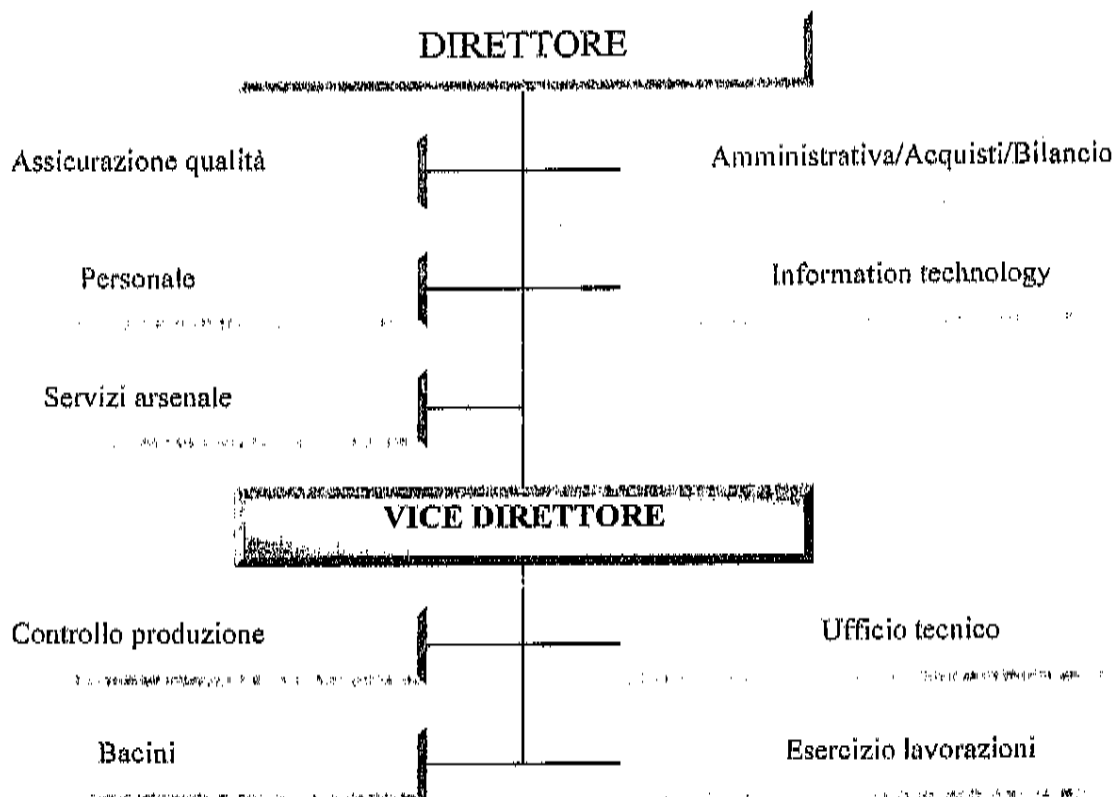 DIRETTORE
Assicurazione qualità
Amministrativa/Acquisti/Bilancio
Personale
Information technology
Servizi arsenale
VICE DIRETTORE
Controllo produzione
Ufficio tecnico
Bacini
Esercizio lavorazioni